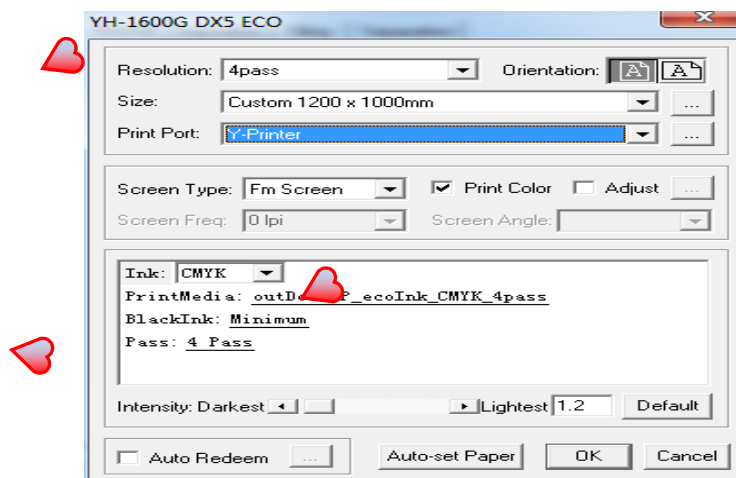 YH-1600G DX5 ECO
Resolution: 4pass Orientation: A A
Size: Custom 1200 x 1000mm ...
Print Port: Y-Printer ...
Screen Type: Fm Screen Print Color Adjust ...
Screen Freq: 0 lpi Screen Angle:
Ink: CMYK
PrintMedia: _ecoInk_CMYK_4pass
BlackInk: Minimum
Pass: 4 Pass
Intensity: Darkest Lightest 1.2 Default
Auto Redeem ... Auto-set Paper OK Cancel